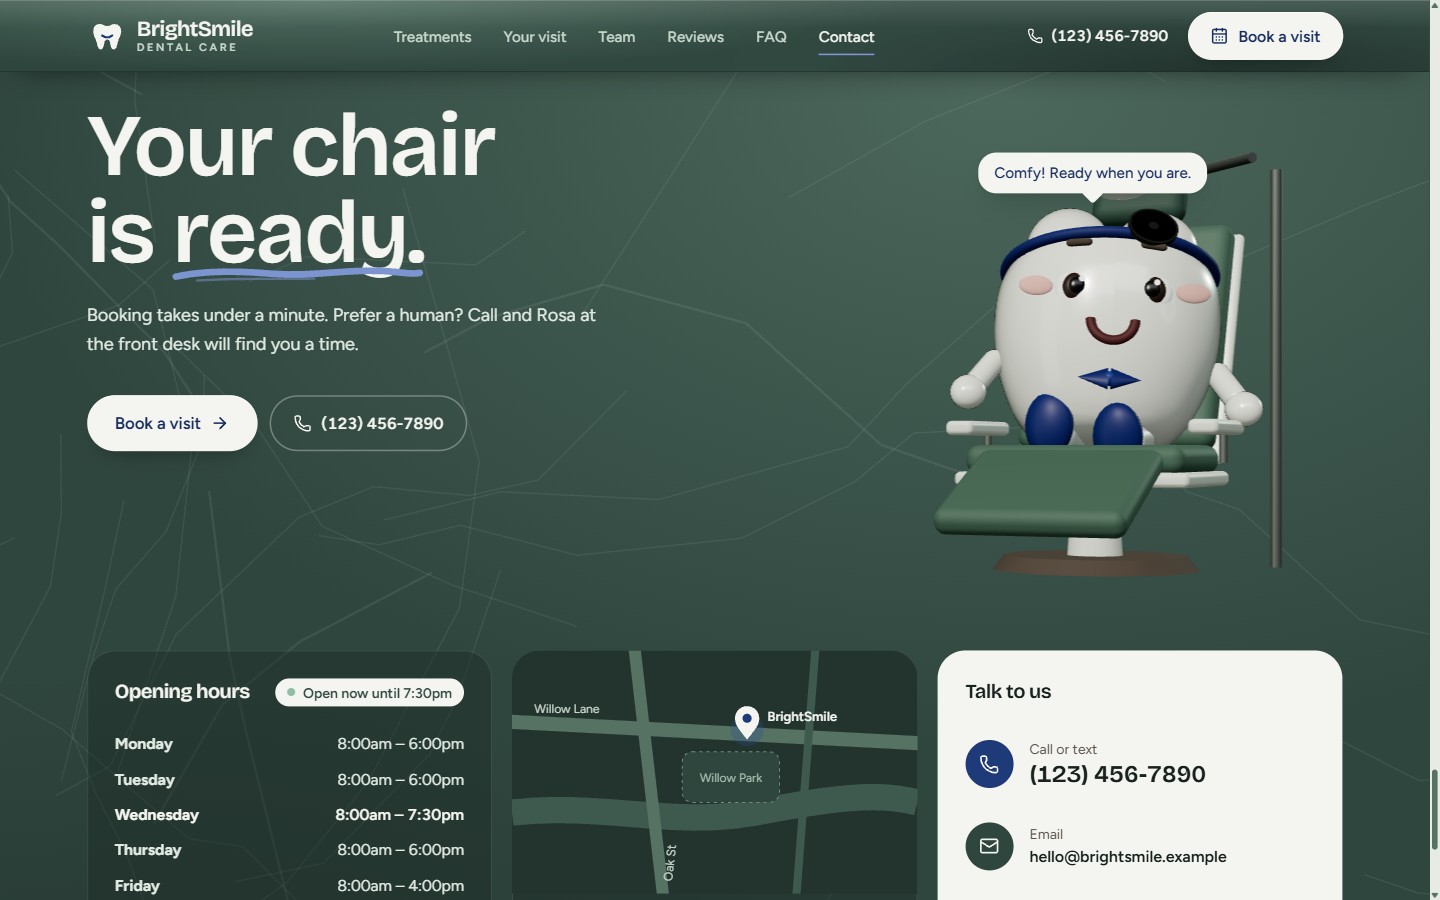 BrightSmile
DENTAL CARE
Treatments
Your visit
Team
Reviews
FAQ
Contact
(123) 456-7890
Book a visit
Your chair
is ready.
Comfy! Ready when you are.
Booking takes under a minute. Prefer a human? Call and Rosa at
the front desk will find you a time.
Book a visit
(123) 456-7890
Opening hours
Open now until 7:30pm
Monday 8:00am – 6:00pm
Tuesday 8:00am – 6:00pm
Wednesday 8:00am – 7:30pm
Thursday 8:00am – 6:00pm
Friday 8:00am – 4:00pm
Willow Lane
BrightSmile
Willow Park
Oak St
Talk to us
Call or text
(123) 456-7890
Email
hello@brightsmile.example